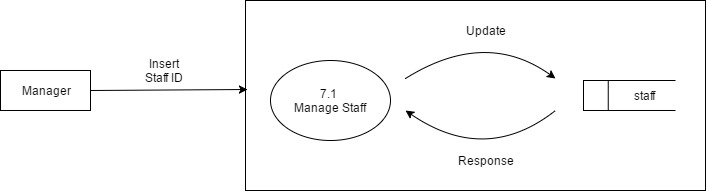 Update
Insert
Staff ID
Manager
7.1
Manage Staff
staff
Response